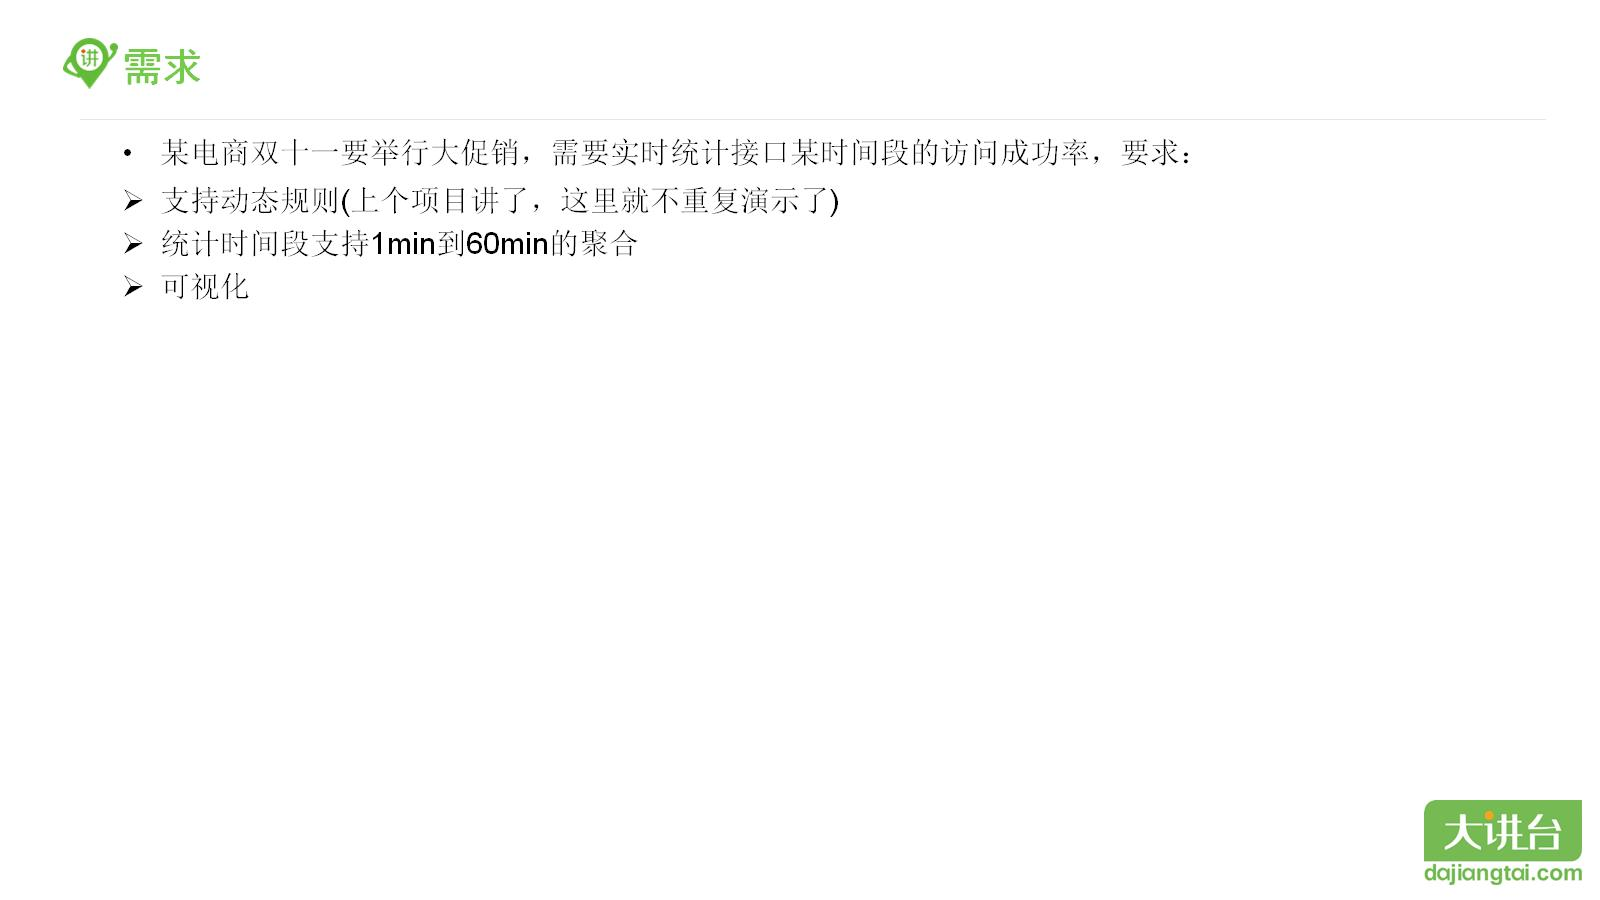 讲
需求
• 某电商双十一要举行大促销，需要实时统计接口某时间段的访问成功率，要求：
➢ 支持动态规则(上个项目讲了，这里就不重复演示了)
➢ 统计时间段支持1min到60min的聚合
➢ 可视化
大讲台
dajiangtai.com